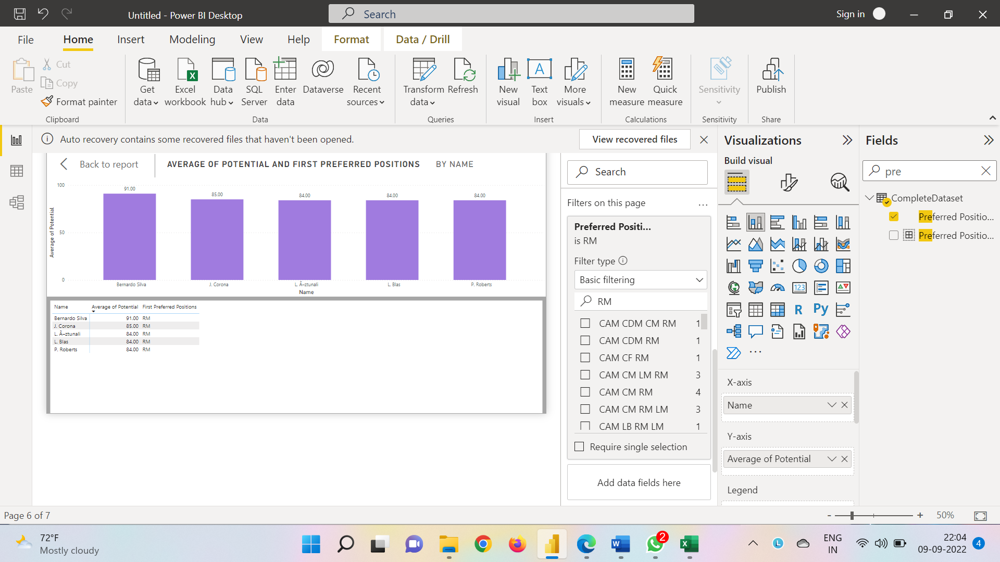 Untitled - Power BI Desktop
Search
Sign in
File
Home
Insert
Modeling
View
Help
Format
Data / Drill
Paste
Cut
Copy
Format painter
Clipboard
Get data
Excel workbook
Data hub
SQL Server
Enter data
Dataverse
Recent sources
Data
Transform data
Refresh
Queries
New visual
Text box
More visuals
Insert
New measure
Quick measure
Calculations
Sensitivity
Sensitivity
Publish
Share
Auto recovery contains some recovered files that haven't been opened.
View recovered files
Back to report
AVERAGE OF POTENTIAL AND FIRST PREFERRED POSITIONS BY NAME
Average of Potential
100
50
0
91.00
85.00
84.00
84.00
84.00
Bernardo Silva
J. Corona
L. Ã–ztunali
L. Blas
P. Roberts
Name
Name Average of Potential First Preferred Positions
Bernardo Silva 91.00 RM
J. Corona 85.00 RM
L. Ã–ztunali 84.00 RM
L. Blas 84.00 RM
P. Roberts 84.00 RM
Search
Filters on this page ...
Preferred Positi...
is RM
Filter type
Basic filtering
RM
CAM CDM CM RM 1
CAM CDM RM 1
CAM CF RM 1
CAM CM LM RM 3
CAM CM RM 4
CAM CM RM LM 3
CAM LB RM LM 1
Require single selection
Add data fields here
Visualizations
Build visual
123
R
Py
...
X-axis
Name
Y-axis
Average of Potential
Legend
Fields
pre
CompleteDataset
Preferred Positio...
Preferred Positio...
Page 6 of 7
- + 50%
72°F
Mostly cloudy
2
ENG
IN
22:04
09-09-2022
4